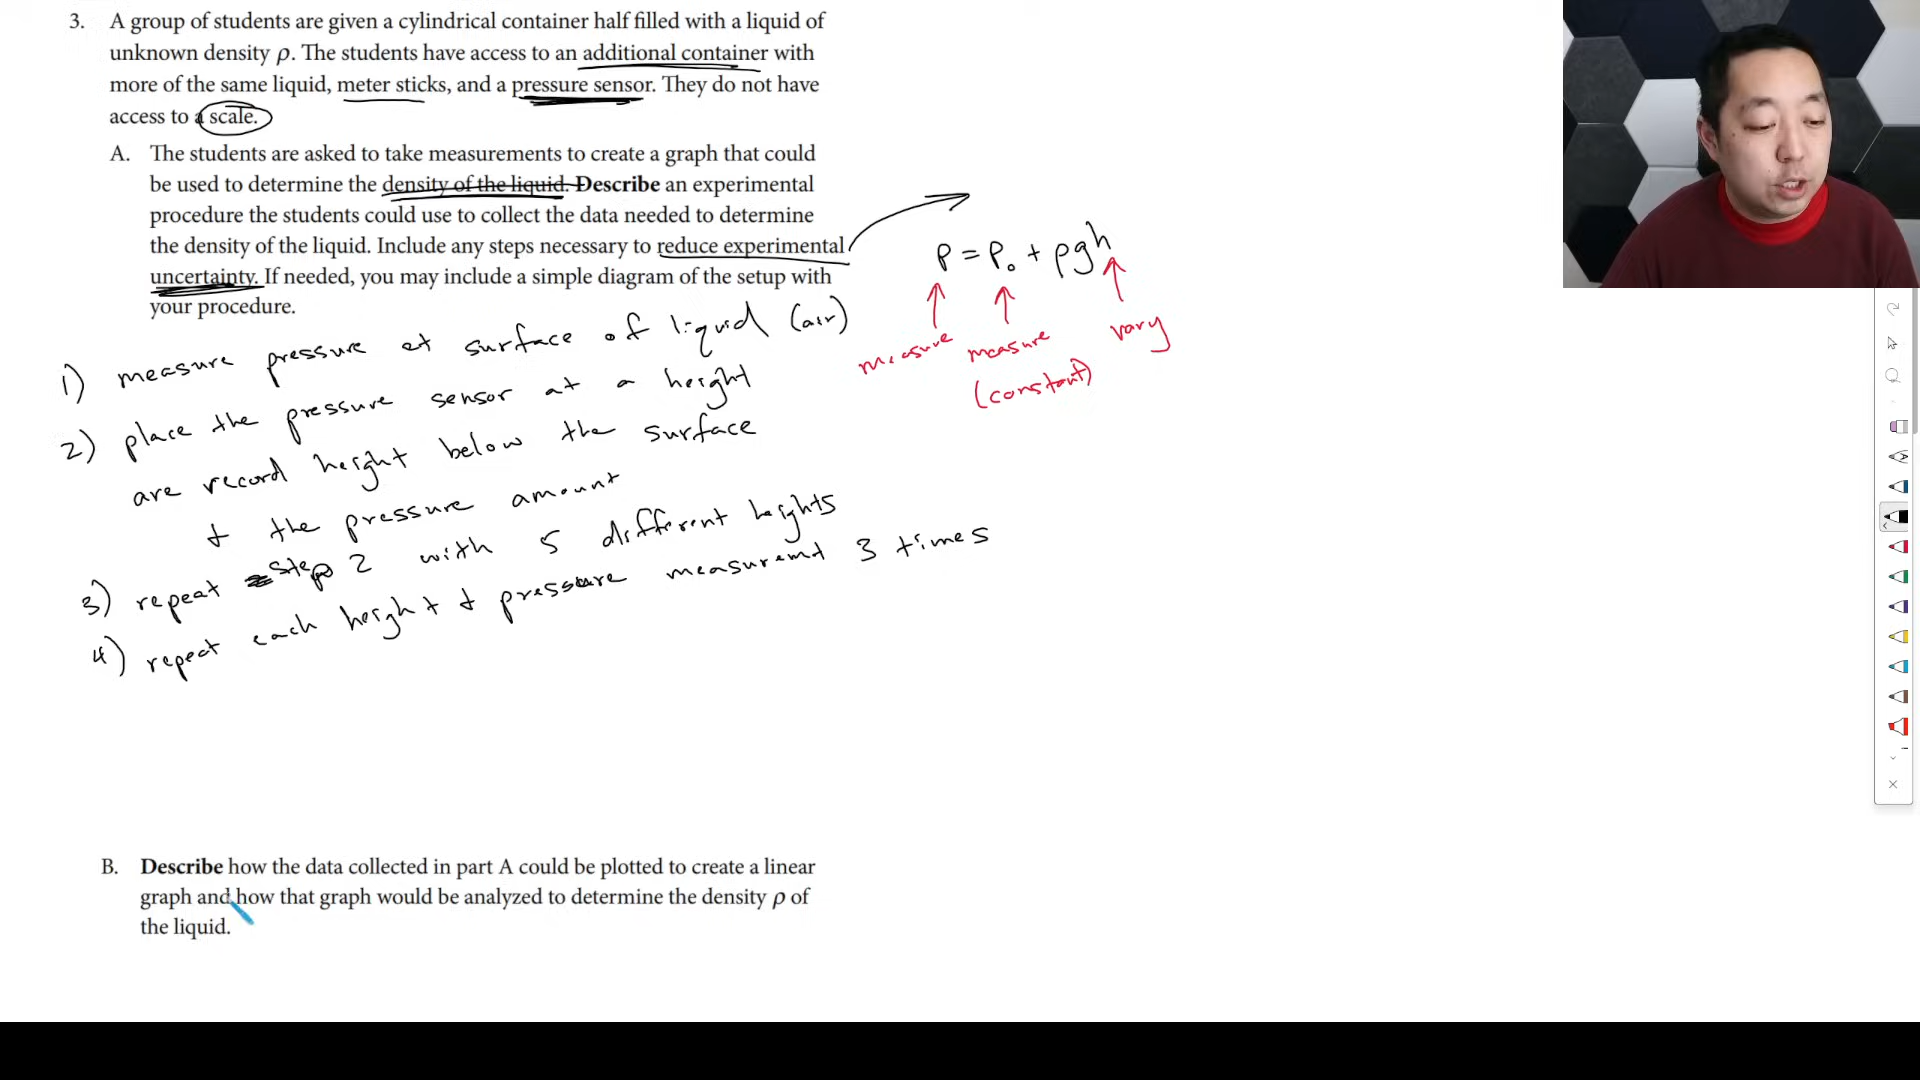 3. A group of students are given a cylindrical container half filled with a liquid of
unknown density ρ. The students have access to an additional container with
more of the same liquid, meter sticks, and a pressure sensor. They do not have
access to a scale.
A. The students are asked to take measurements to create a graph that could
be used to determine the density of the liquid. Describe an experimental
procedure the students could use to collect the data needed to determine
the density of the liquid. Include any steps necessary to reduce experimental
uncertainty. If needed, you may include a simple diagram of the setup with
your procedure.
P = P₀ + ρgh
measure
measure
(constant)
vary
1) measure pressure at surface of liquid (air)
2) place the pressure sensor at a height
are record height below the surface
+ the pressure amount
3) repeat step 2 with 5 different heights
4) repeat each height + pressure measuremt 3 times
B. Describe how the data collected in part A could be plotted to create a linear
graph and how that graph would be analyzed to determine the density ρ of
the liquid.